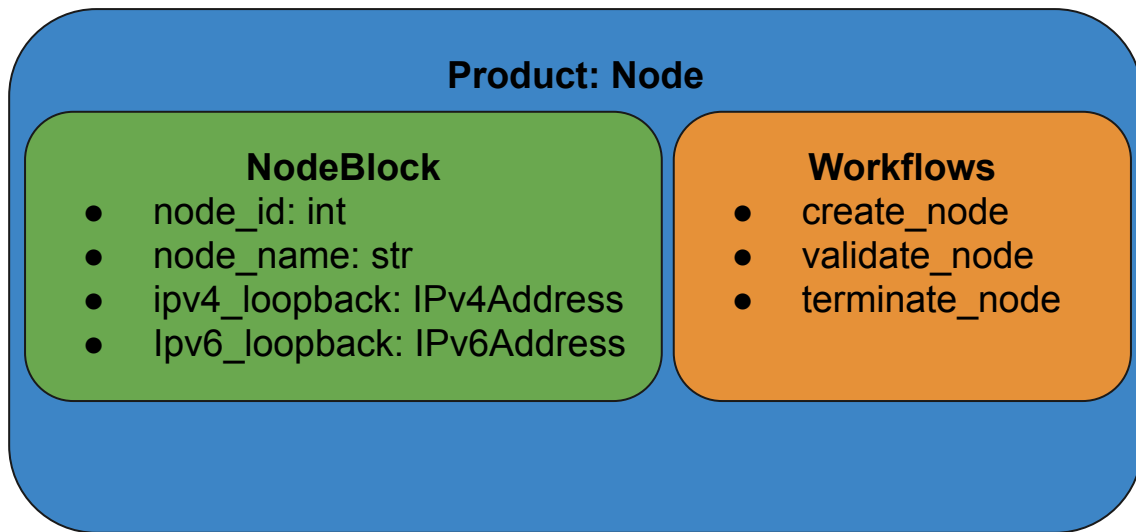 Product: Node
NodeBlock
● node_id: int
● node_name: str
● ipv4_loopback: IPv4Address
● Ipv6_loopback: IPv6Address
Workflows
● create_node
● validate_node
● terminate_node